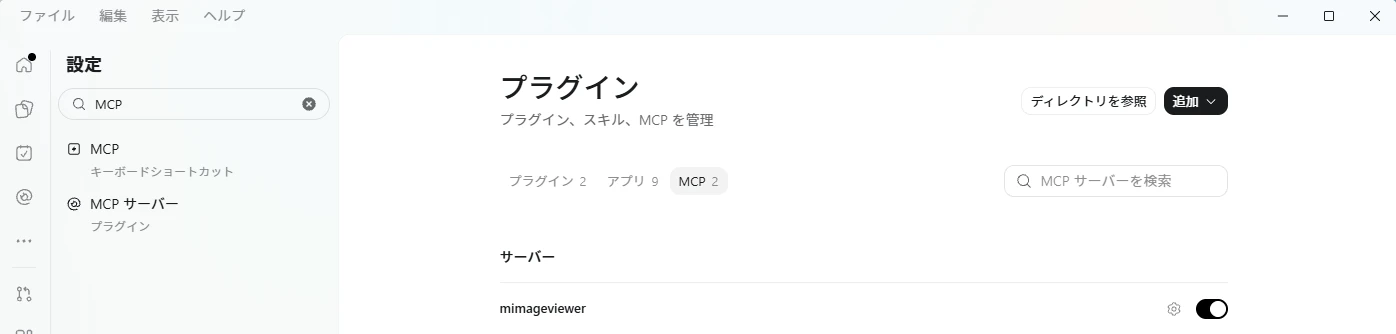 ファイル 編集 表示 ヘルプ
設定
MCP
MCP
キーボードショートカット
MCP サーバー
プラグイン
プラグイン
プラグイン、スキル、MCP を管理
ディレクトリを参照
追加
プラグイン 2 アプリ 9 MCP 2
MCP サーバーを検索
サーバー
mimageviewer